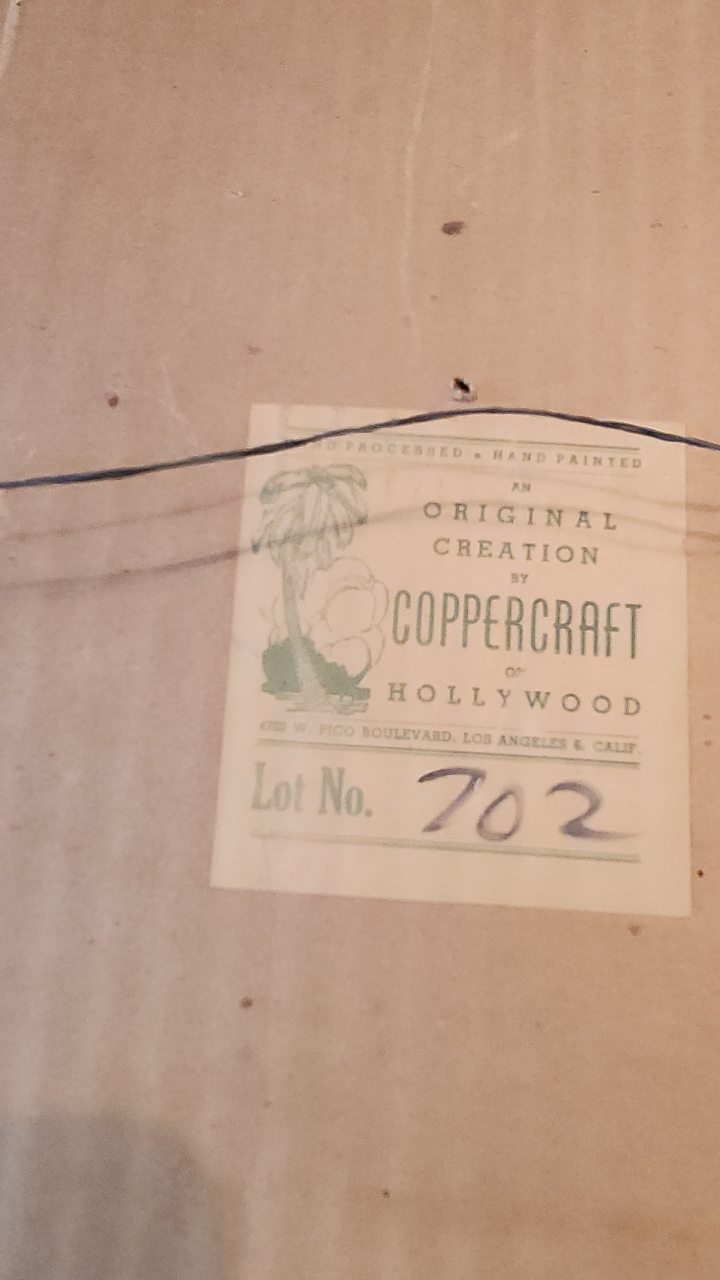 PROCESSED • HAND PAINTED
AN
ORIGINAL
CREATION
BY
COPPERCRAFT
OF
HOLLYWOOD
W. PICO BOULEVARD, LOS ANGELES 6, CALIF.
Lot No. 702